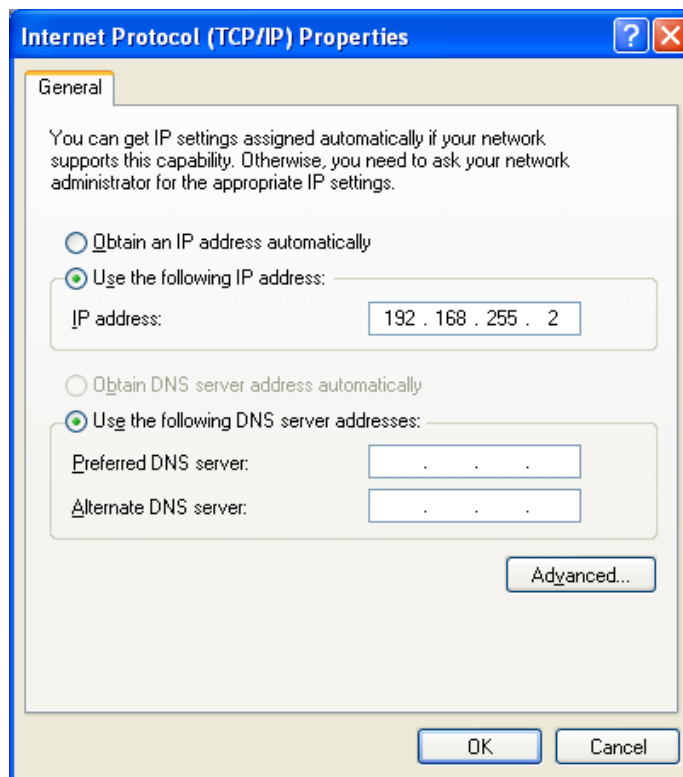 Internet Protocol (TCP/IP) Properties
General
You can get IP settings assigned automatically if your network
supports this capability. Otherwise, you need to ask your network
administrator for the appropriate IP settings.
Obtain an IP address automatically
Use the following IP address:
IP address: 192 . 168 . 255 . 2
Obtain DNS server address automatically
Use the following DNS server addresses:
Preferred DNS server: . . .
Alternate DNS server: . . .
Advanced...
OK Cancel